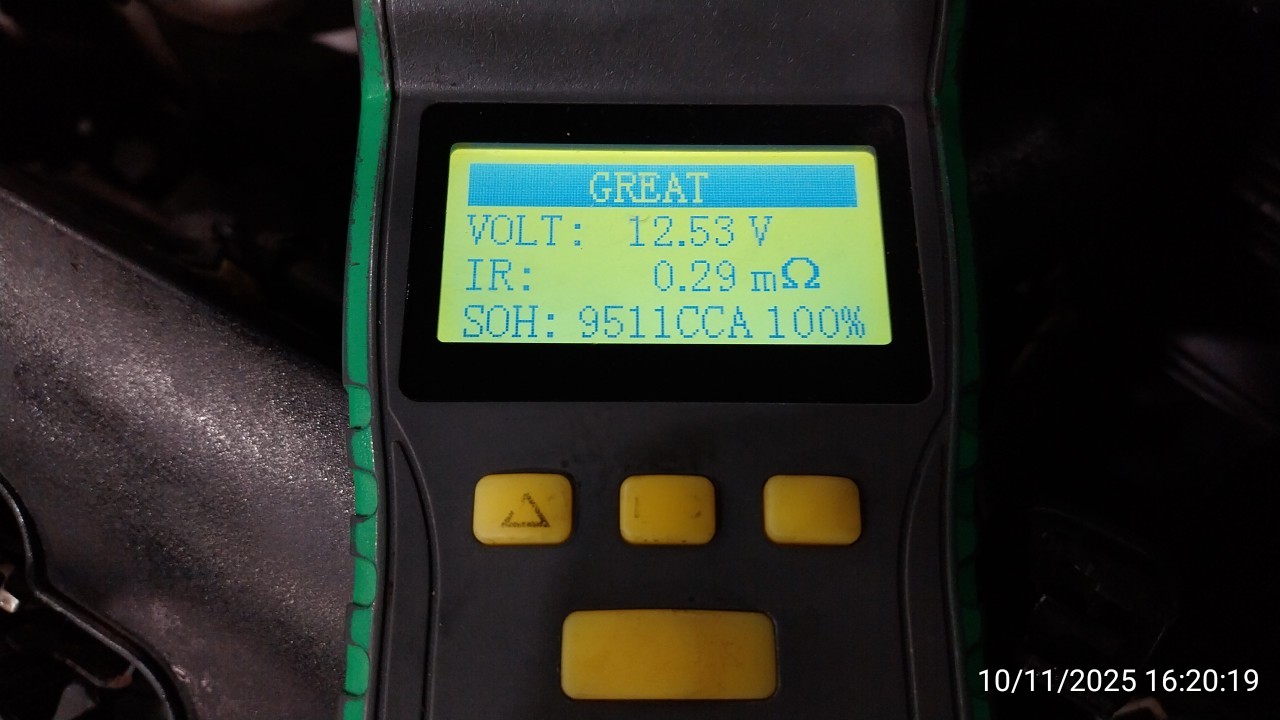 GREAT
VOLT: 12.53 V
IR: 0.29 mΩ
SOH: 9511CCA 100%
10/11/2025 16:20:19